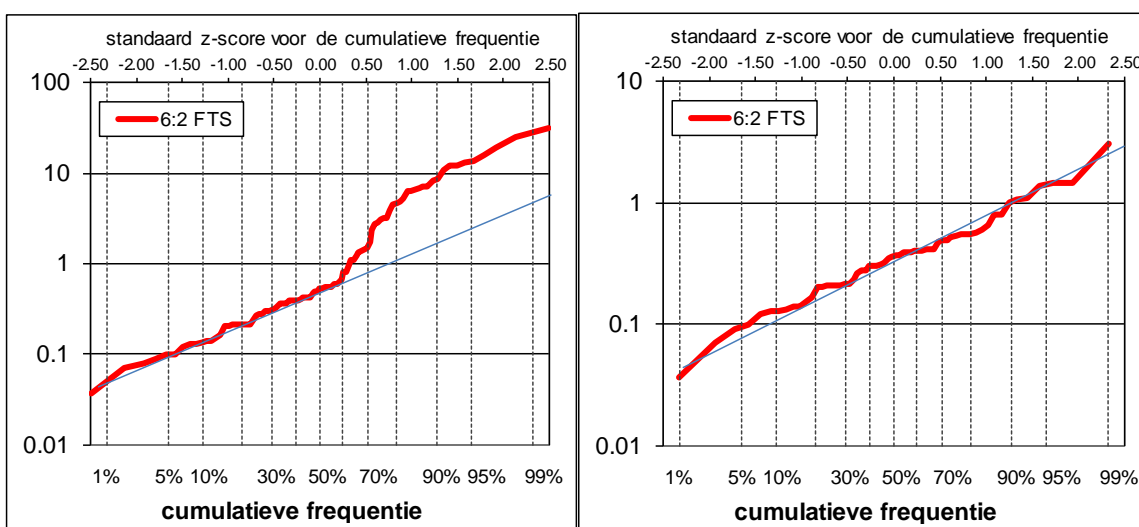 standaard z-score voor de cumulatieve frequentie
-2.50 -2.00 -1.50 -1.00 -0.50 0.00 0.50 1.00 1.50 2.00 2.50
100
6:2 FTS
10
1
0.1
0.01
1% 5% 10% 30% 50% 70% 90% 95% 99%
cumulatieve frequentie
standaard z-score voor de cumulatieve frequentie
-2.50 -2.00 -1.50 -1.00 -0.50 0.00 0.50 1.00 1.50 2.00 2.50
10
6:2 FTS
1
0.1
0.01
1% 5% 10% 30% 50% 70% 90% 95% 99%
cumulatieve frequentie